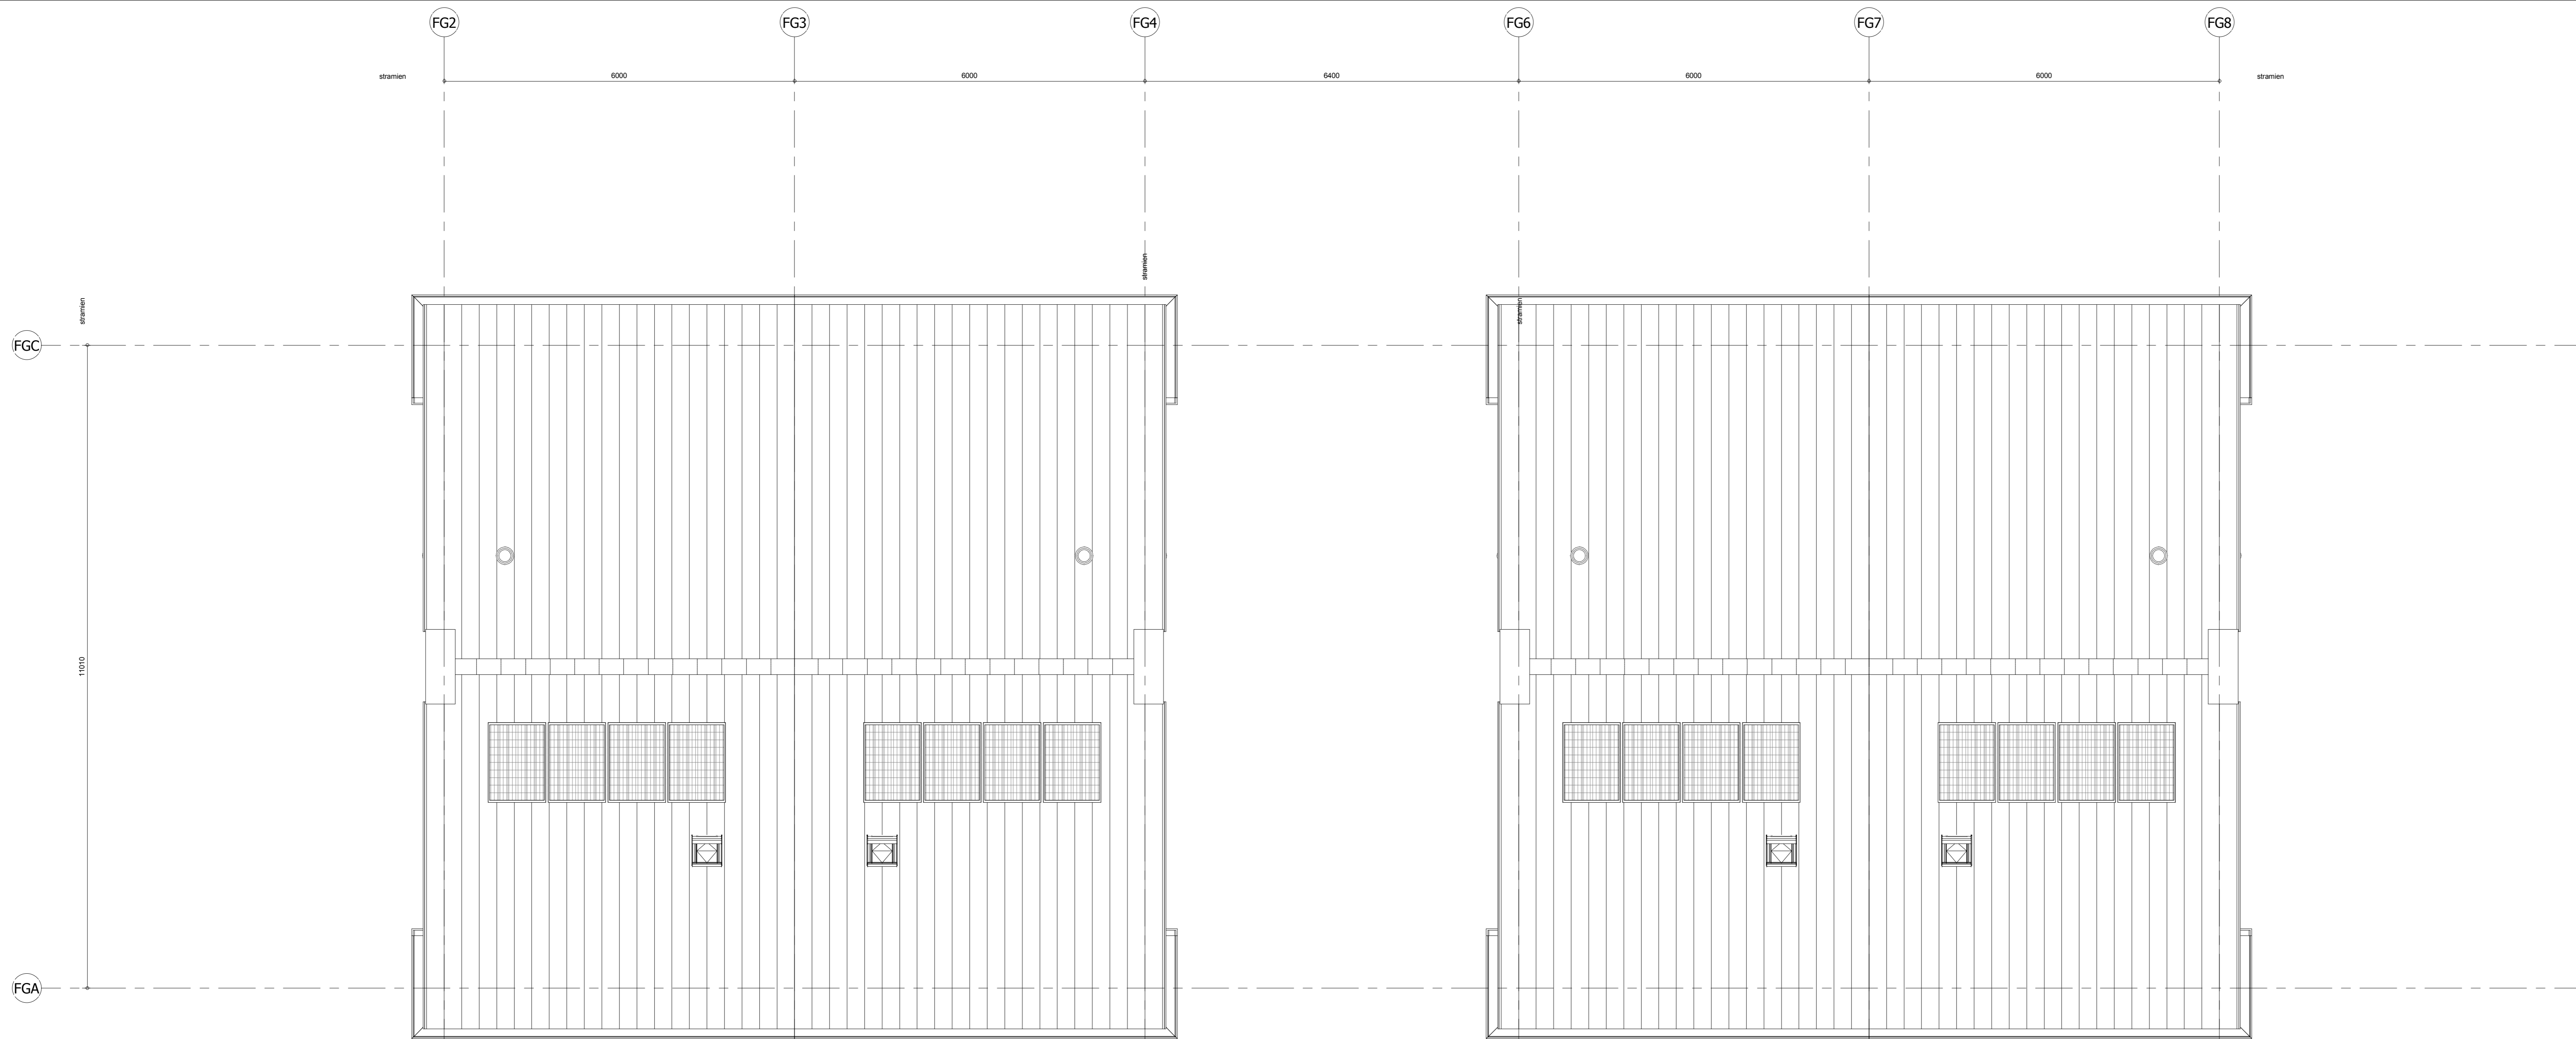 FG2 FG3 FG4 FG6 FG7 FG8
stramien 6000 6000 6400 6000 6000 stramien
stramien
stramien
stramien
FGC
11010
FGA